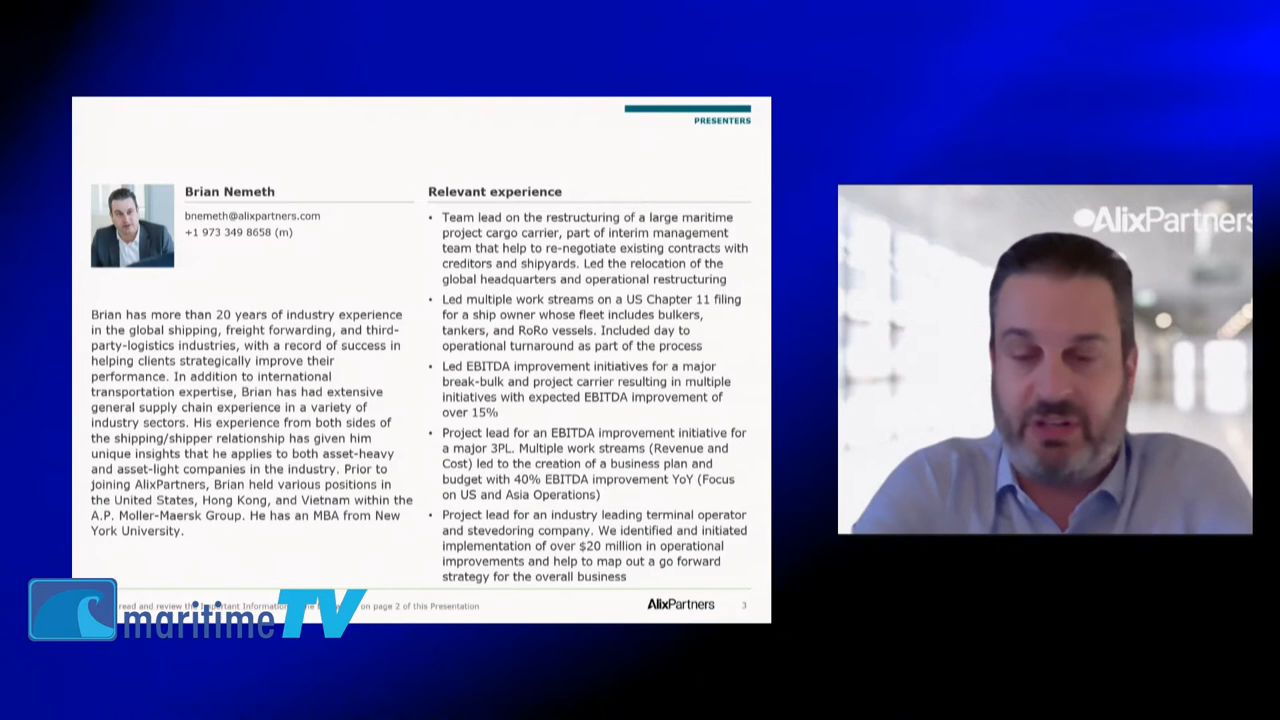 PRESENTERS
Brian Nemeth
bnemeth@alixpartners.com
+1 973 349 8658 (m)
Brian has more than 20 years of industry experience
in the global shipping, freight forwarding, and third-
party-logistics industries, with a record of success in
helping clients strategically improve their
performance. In addition to international
transportation expertise, Brian has had extensive
general supply chain experience in a variety of
industry sectors. His experience from both sides of
the shipping/shipper relationship has given him
unique insights that he applies to both asset-heavy
and asset-light companies in the industry. Prior to
joining AlixPartners, Brian held various positions in
the United States, Hong Kong, and Vietnam within the
A.P. Moller-Maersk Group. He has an MBA from New
York University.
Relevant experience
• Team lead on the restructuring of a large maritime
project cargo carrier, part of interim management
team that help to re-negotiate existing contracts with
creditors and shipyards. Led the relocation of the
global headquarters and operational restructuring
• Led multiple work streams on a US Chapter 11 filing
for a ship owner whose fleet includes bulkers,
tankers, and RoRo vessels. Included day to
operational turnaround as part of the process
• Led EBITDA improvement initiatives for a major
break-bulk and project carrier resulting in multiple
initiatives with expected EBITDA improvement of
over 15%
• Project lead for an EBITDA improvement initiative for
a major 3PL. Multiple work streams (Revenue and
Cost) led to the creation of a business plan and
budget with 40% EBITDA improvement YoY (Focus
on US and Asia Operations)
• Project lead for an industry leading terminal operator
and stevedoring company. We identified and initiated
implementation of over $20 million in operational
improvements and help to map out a go forward
strategy for the overall business
read and review the Important Information on page 2 of this Presentation
AlixPartners
3
maritimeTV
AlixPartners